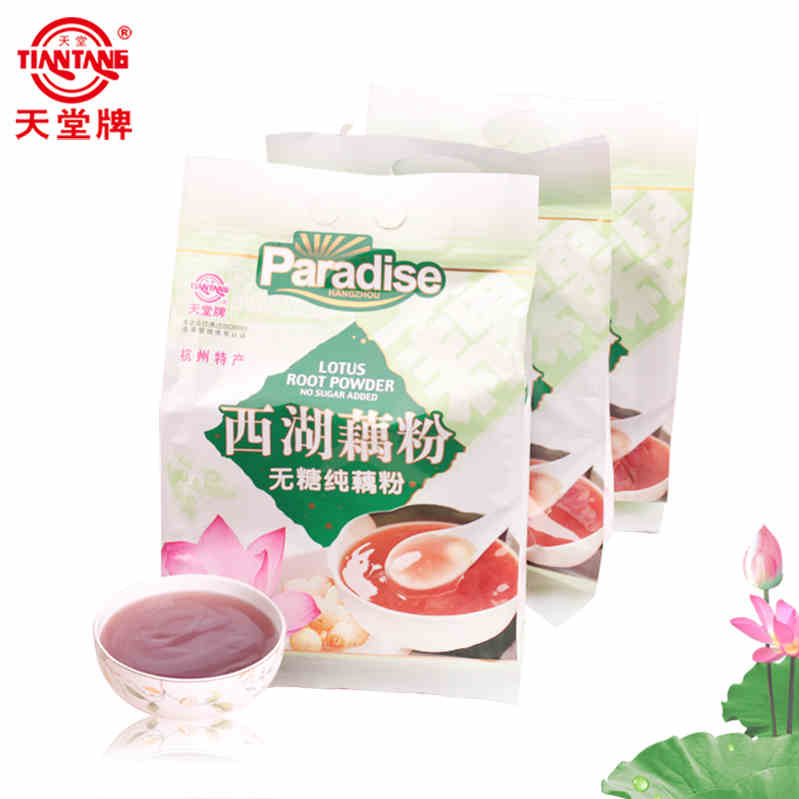 天堂
TIANTANG®
天堂牌
Paradise
HANGZHOU
TIANTANG
天堂牌
杭州特产
LOTUS
ROOT POWDER
NO SUGAR ADDED
西湖藕粉
无糖纯藕粉